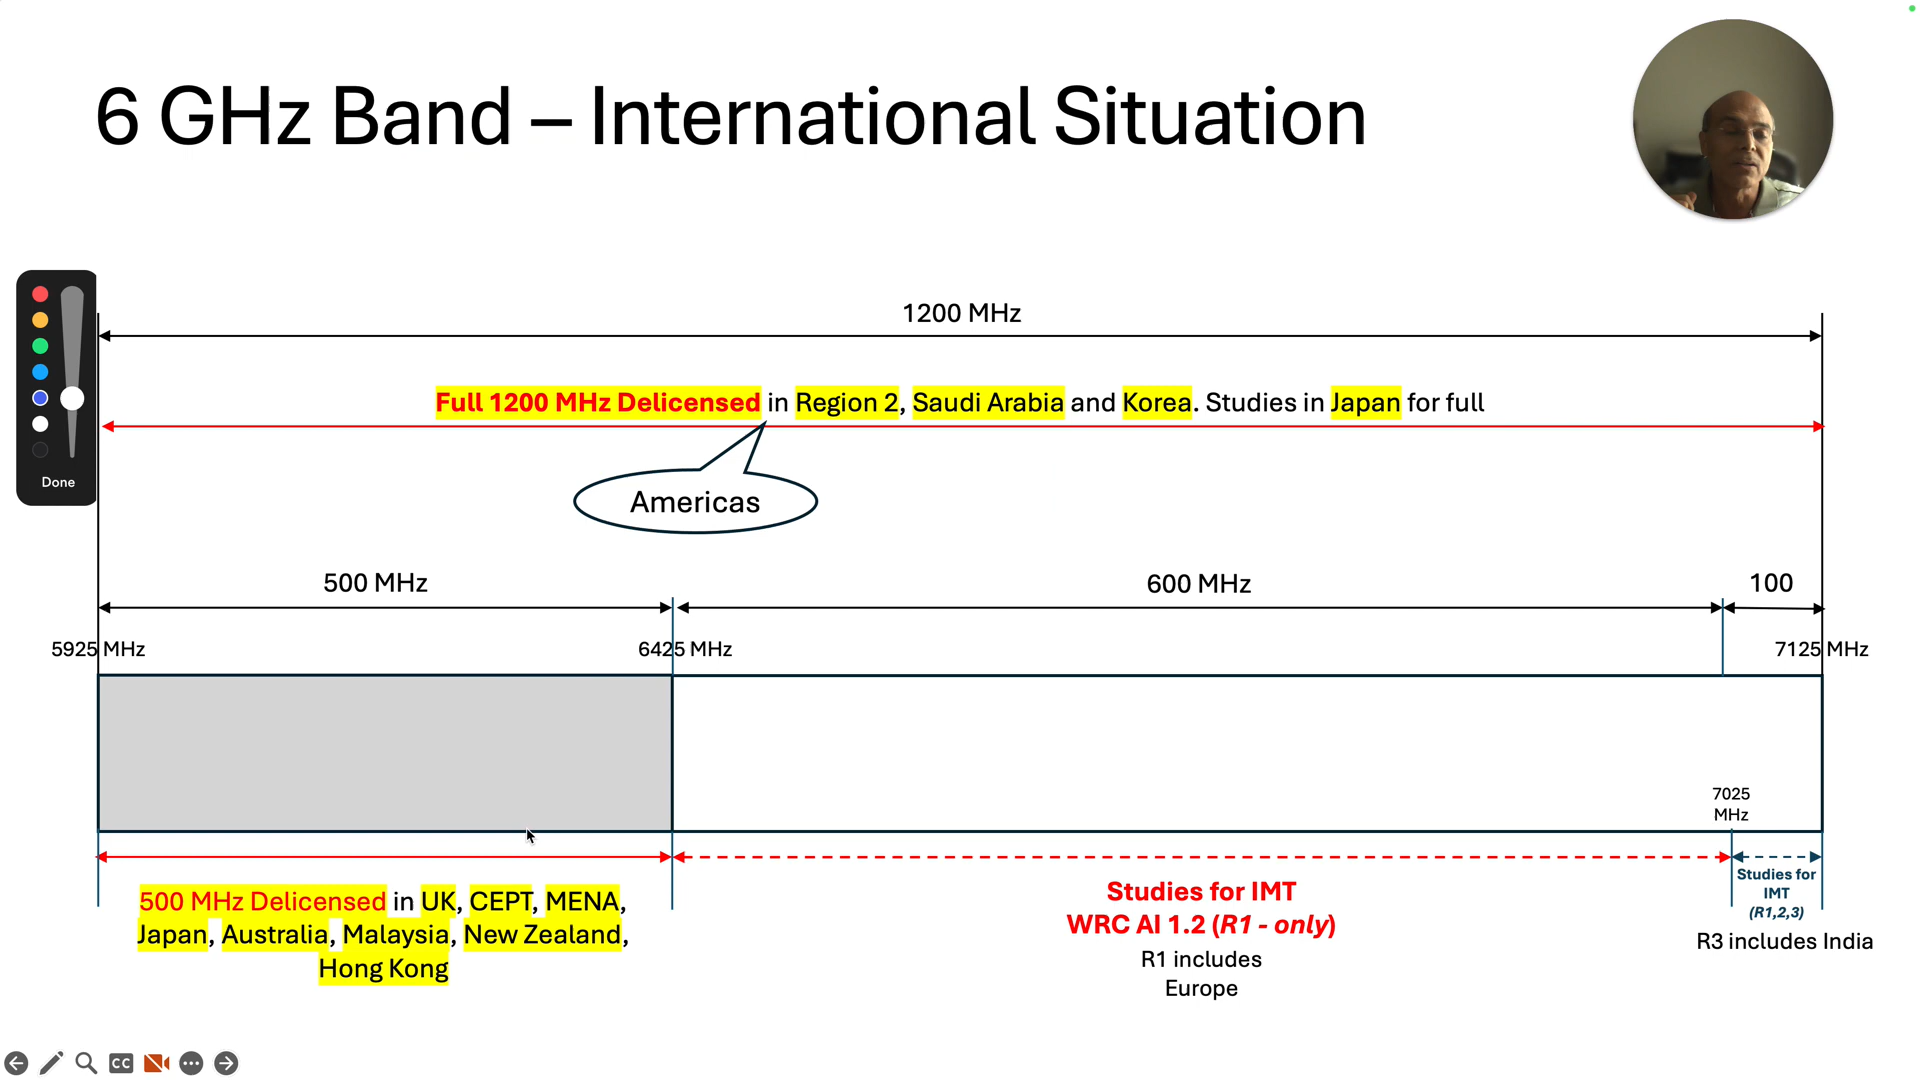 6 GHz Band – International Situation
1200 MHz
Full 1200 MHz Delicensed in Region 2, Saudi Arabia and Korea. Studies in Japan for full
Done
Americas
500 MHz
600 MHz
100
5925 MHz
6425 MHz
7125 MHz
7025
MHz
500 MHz Delicensed in UK, CEPT, MENA,
Japan, Australia, Malaysia, New Zealand,
Hong Kong
Studies for IMT
WRC AI 1.2 (R1 - only)
R1 includes
Europe
Studies for
IMT
(R1,2,3)
R3 includes India
CC